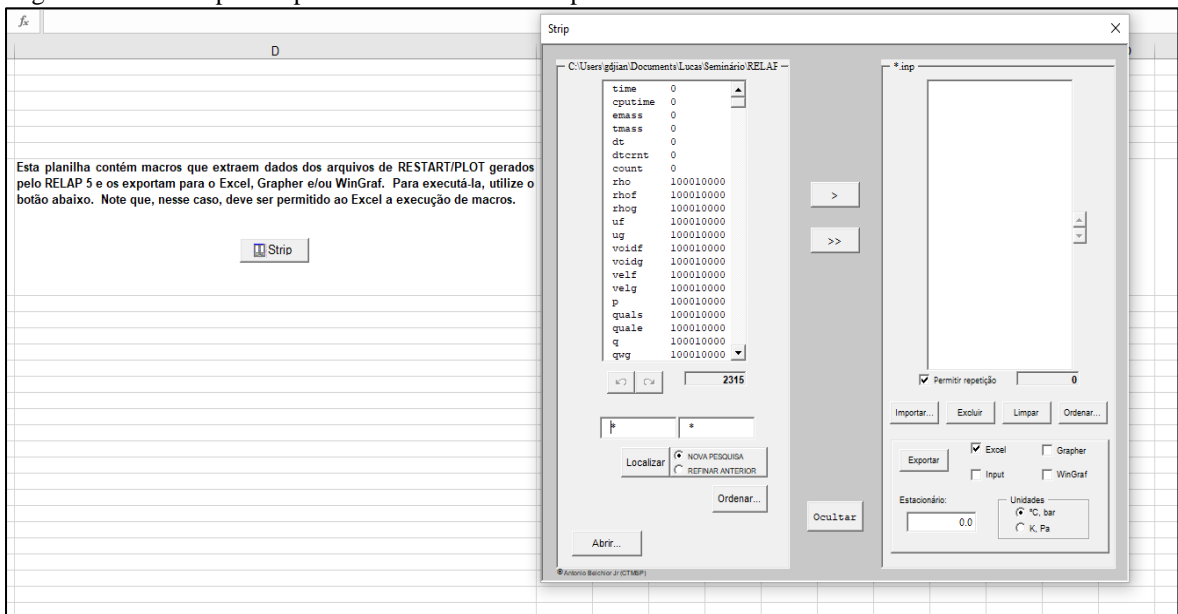 fx
D
Esta planilha contém macros que extraem dados dos arquivos de RESTART/PLOT gerados
pelo RELAP 5 e os exportam para o Excel, Grapher e/ou WinGraf. Para executá-la, utilize o
botão abaixo. Note que, nesse caso, deve ser permitido ao Excel a execução de macros.
Strip
Strip
C:\Users\gdjian\Documents\Lucas\Seminário\RELAP
time 0
cputime 0
emass 0
tmass 0
dt 0
dtcrnt 0
count 0
rho 100010000
rhof 100010000
rhog 100010000
uf 100010000
ug 100010000
voidf 100010000
voidg 100010000
velf 100010000
velg 100010000
p 100010000
quals 100010000
quale 100010000
q 100010000
qwg 100010000
2315
* *
Localizar
NOVA PESQUISA
REFINAR ANTERIOR
Ordenar...
Abrir...
® Antonio Belchior Jr (CTMSP)
>
>>
Ocultar
*.inp
Permitir repetição 0
Importar... Excluir Limpar Ordenar...
Exportar
Excel Grapher
Input WinGraf
Estacionário:
0.0
Unidades
ºC, bar
K, Pa